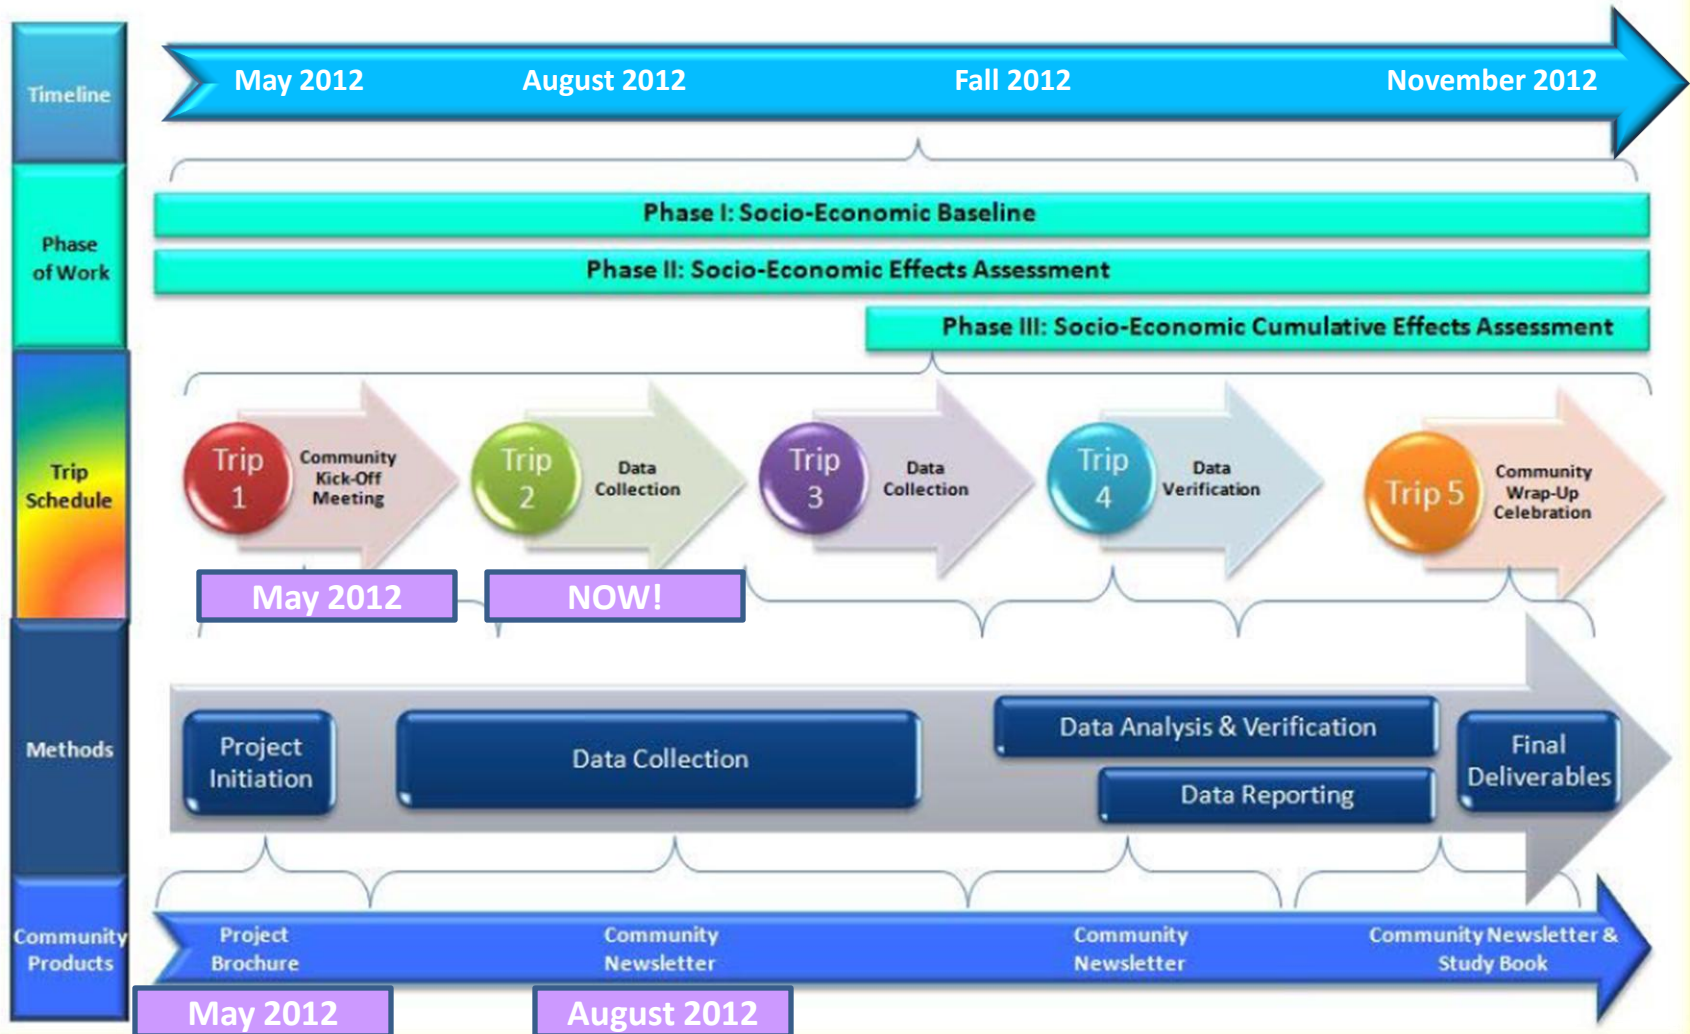 Timeline
May 2012
August 2012
Fall 2012
November 2012
Phase
of Work
Phase I: Socio-Economic Baseline
Phase II: Socio-Economic Effects Assessment
Phase III: Socio-Economic Cumulative Effects Assessment
Trip
Schedule
Trip
1
Community
Kick-Off
Meeting
Trip
2
Data
Collection
Trip
3
Data
Collection
Trip
4
Data
Verification
Trip 5
Community
Wrap-Up
Celebration
May 2012
NOW!
Methods
Project
Initiation
Data Collection
Data Analysis & Verification
Data Reporting
Final
Deliverables
Community
Products
Project
Brochure
Community
Newsletter
Community
Newsletter
Community Newsletter &
Study Book
May 2012
August 2012